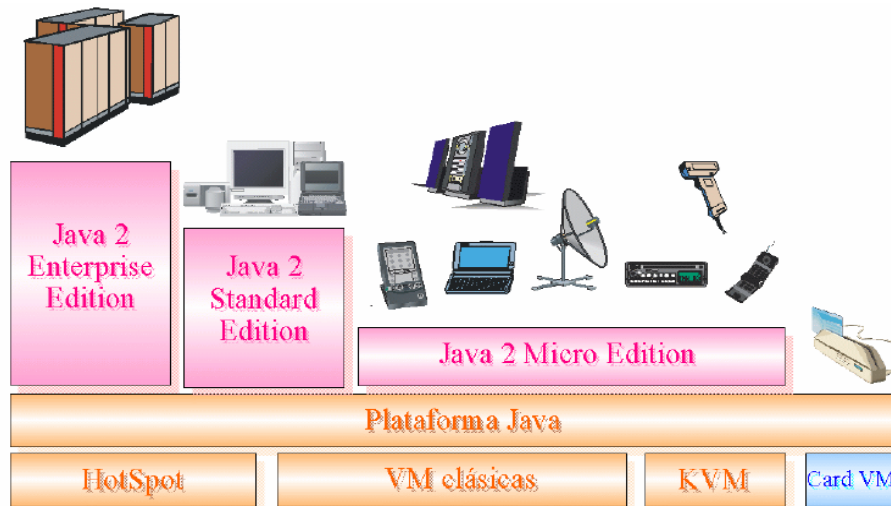 Java 2
Enterprise
Edition
Java 2
Standard
Edition
Java 2 Micro Edition
Plataforma Java
HotSpot
VM clásicas
KVM
Card VM